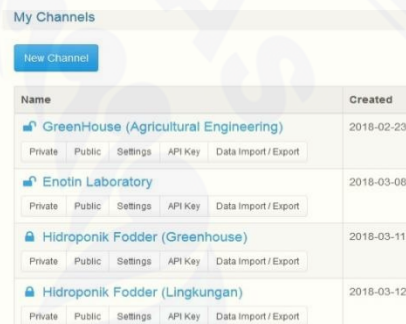 My Channels
New Channel
Name Created
GreenHouse (Agricultural Engineering) 2018-02-23
Private Public Settings API Key Data Import / Export
Enotin Laboratory 2018-03-08
Private Public Settings API Key Data Import / Export
Hidroponik Fodder (Greenhouse) 2018-03-11
Private Public Settings API Key Data Import / Export
Hidroponik Fodder (Lingkungan) 2018-03-12
Private Public Settings API Key Data Import / Export